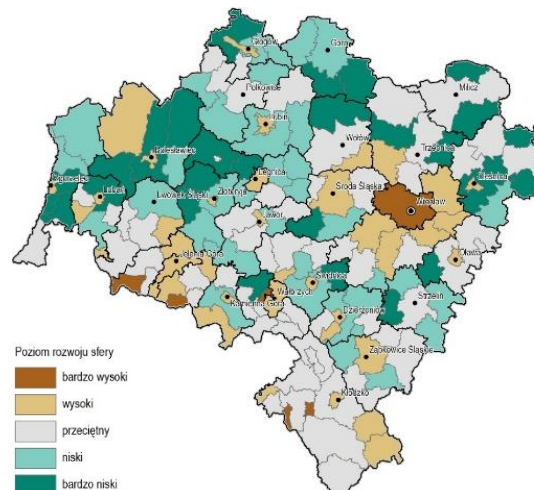 Głogów
Góra
Polkowice
Milicz
Lubin
Wołów
Trzebnica
Bolesławiec
Zgorzelec
Lubań
Lwówek Śląski
Złotoryja
Legnica
Środa Śląska
Wrocław
Oleśnica
Jawor
Jelenia Góra
Oława
Świdnica
Wałbrzych
Kamienna Góra
Strzelin
Dzierżoniów
Ząbkowice Śląskie
Kłodzko
Poziom rozwoju sfery
bardzo wysoki
wysoki
przeciętny
niski
bardzo niski